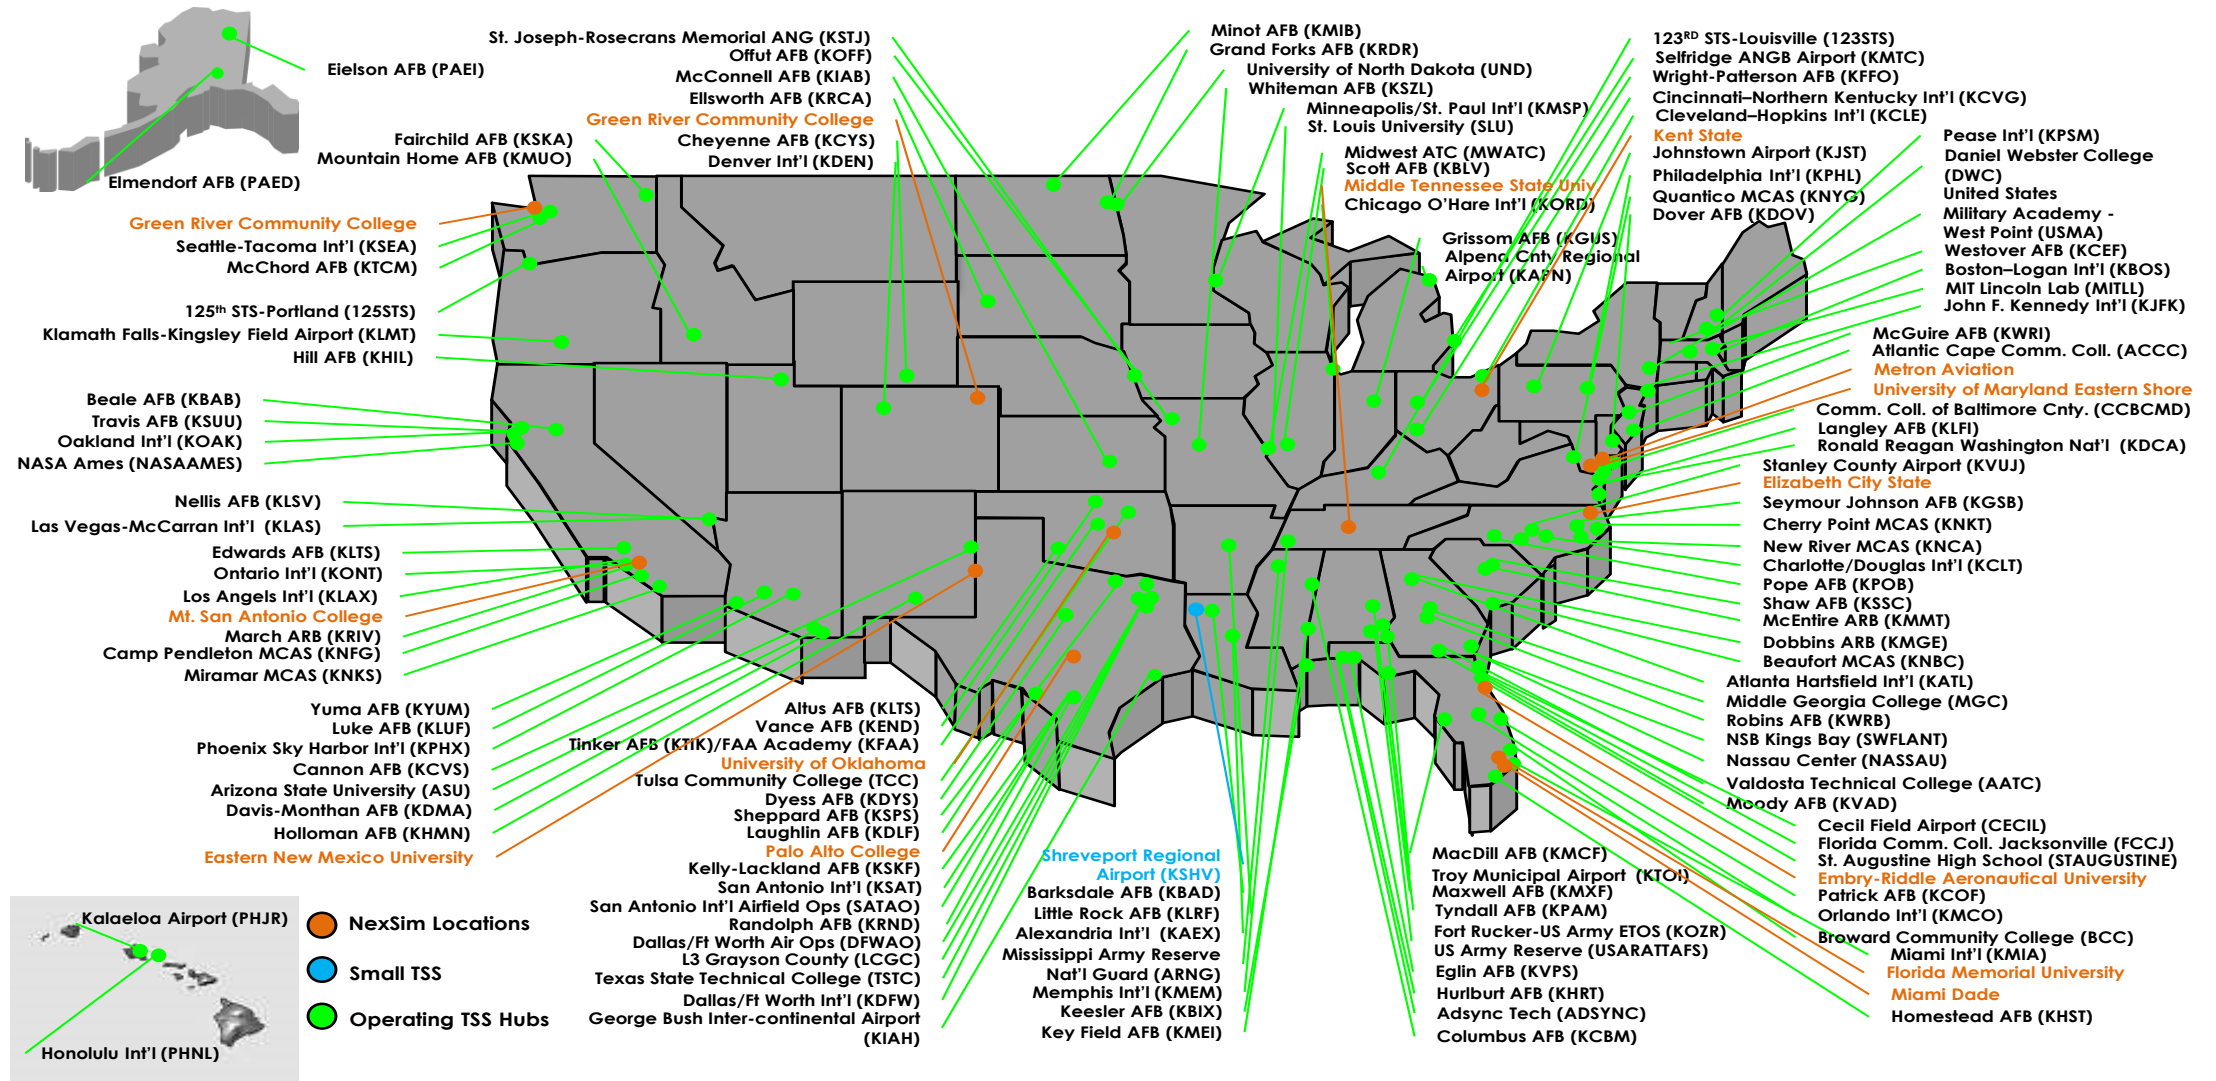 Eielson AFB (PAEI)
Elmendorf AFB (PAED)
St. Joseph-Rosecrans Memorial ANG (KSTJ)
Offut AFB (KOFF)
McConnell AFB (KIAB)
Ellsworth AFB (KRCA)
Green River Community College
Cheyenne AFB (KCYS)
Denver Int'l (KDEN)
Fairchild AFB (KSKA)
Mountain Home AFB (KMUO)
Green River Community College
Seattle-Tacoma Int'l (KSEA)
McChord AFB (KTCM)
125th STS-Portland (125STS)
Klamath Falls-Kingsley Field Airport (KLMT)
Hill AFB (KHIL)
Beale AFB (KBAB)
Travis AFB (KSUU)
Oakland Int'l (KOAK)
NASA Ames (NASAAMES)
Nellis AFB (KLSV)
Las Vegas-McCarran Int'l (KLAS)
Edwards AFB (KLTS)
Ontario Int'l (KONT)
Los Angels Int'l (KLAX)
Mt. San Antonio College
March ARB (KRIV)
Camp Pendleton MCAS (KNFG)
Miramar MCAS (KNKS)
Yuma AFB (KYUM)
Luke AFB (KLUF)
Phoenix Sky Harbor Int'l (KPHX)
Cannon AFB (KCVS)
Arizona State University (ASU)
Davis-Monthan AFB (KDMA)
Holloman AFB (KHMN)
Eastern New Mexico University
Kalaeloa Airport (PHJR)
Honolulu Int'l (PHNL)
NexSim Locations
Small TSS
Operating TSS Hubs
Altus AFB (KLTS)
Vance AFB (KEND)
Tinker AFB (KTIK)/FAA Academy (KFAA)
University of Oklahoma
Tulsa Community College (TCC)
Dyess AFB (KDYS)
Sheppard AFB (KSPS)
Laughlin AFB (KDLF)
Palo Alto College
Kelly-Lackland AFB (KSKF)
San Antonio Int'l (KSAT)
San Antonio Int'l Airfield Ops (SATAO)
Randolph AFB (KRND)
Dallas/Ft Worth Air Ops (DFWAO)
L3 Grayson County (LCGC)
Texas State Technical College (TSTC)
Dallas/Ft Worth Int'l (KDFW)
George Bush Inter-continental Airport
(KIAH)
Shreveport Regional
Airport (KSHV)
Barksdale AFB (KBAD)
Little Rock AFB (KLRF)
Alexandria Int'l (KAEX)
Mississippi Army Reserve
Nat'l Guard (ARNG)
Memphis Int'l (KMEM)
Keesler AFB (KBIX)
Key Field AFB (KMEI)
MacDill AFB (KMCF)
Troy Municipal Airport (KTOI)
Maxwell AFB (KMXF)
Tyndall AFB (KPAM)
Fort Rucker-US Army ETOS (KOZR)
US Army Reserve (USARATTAFS)
Eglin AFB (KVPS)
Hurlburt AFB (KHRT)
Adsync Tech (ADSYNC)
Columbus AFB (KCBM)
Minot AFB (KMIB)
Grand Forks AFB (KRDR)
University of North Dakota (UND)
Whiteman AFB (KSZL)
Minneapolis/St. Paul Int'l (KMSP)
St. Louis University (SLU)
Midwest ATC (MWATC)
Scott AFB (KBLV)
Middle Tennessee State Univ.
Chicago O'Hare Int'l (KORD)
Grissom AFB (KGUS)
Alpena Cnty Regional
Airport (KAPN)
123RD STS-Louisville (123STS)
Selfridge ANGB Airport (KMTC)
Wright-Patterson AFB (KFFO)
Cincinnati–Northern Kentucky Int'l (KCVG)
Cleveland–Hopkins Int'l (KCLE)
Kent State
Johnstown Airport (KJST)
Philadelphia Int'l (KPHL)
Quantico MCAS (KNYG)
Dover AFB (KDOV)
Pease Int'l (KPSM)
Daniel Webster College
(DWC)
United States
Military Academy -
West Point (USMA)
Westover AFB (KCEF)
Boston–Logan Int'l (KBOS)
MIT Lincoln Lab (MITLL)
John F. Kennedy Int'l (KJFK)
McGuire AFB (KWRI)
Atlantic Cape Comm. Coll. (ACCC)
Metron Aviation
University of Maryland Eastern Shore
Comm. Coll. of Baltimore Cnty. (CCBCMD)
Langley AFB (KLFI)
Ronald Reagan Washington Nat'l (KDCA)
Stanley County Airport (KVUJ)
Elizabeth City State
Seymour Johnson AFB (KGSB)
Cherry Point MCAS (KNKT)
New River MCAS (KNCA)
Charlotte/Douglas Int'l (KCLT)
Pope AFB (KPOB)
Shaw AFB (KSSC)
McEntire ARB (KMMT)
Dobbins ARB (KMGE)
Beaufort MCAS (KNBC)
Atlanta Hartsfield Int'l (KATL)
Middle Georgia College (MGC)
Robins AFB (KWRB)
NSB Kings Bay (SWFLANT)
Nassau Center (NASSAU)
Valdosta Technical College (AATC)
Moody AFB (KVAD)
Cecil Field Airport (CECIL)
Florida Comm. Coll. Jacksonville (FCCJ)
St. Augustine High School (STAUGUSTINE)
Embry-Riddle Aeronautical University
Patrick AFB (KCOF)
Orlando Int'l (KMCO)
Broward Community College (BCC)
Miami Int'l (KMIA)
Florida Memorial University
Miami Dade
Homestead AFB (KHST)